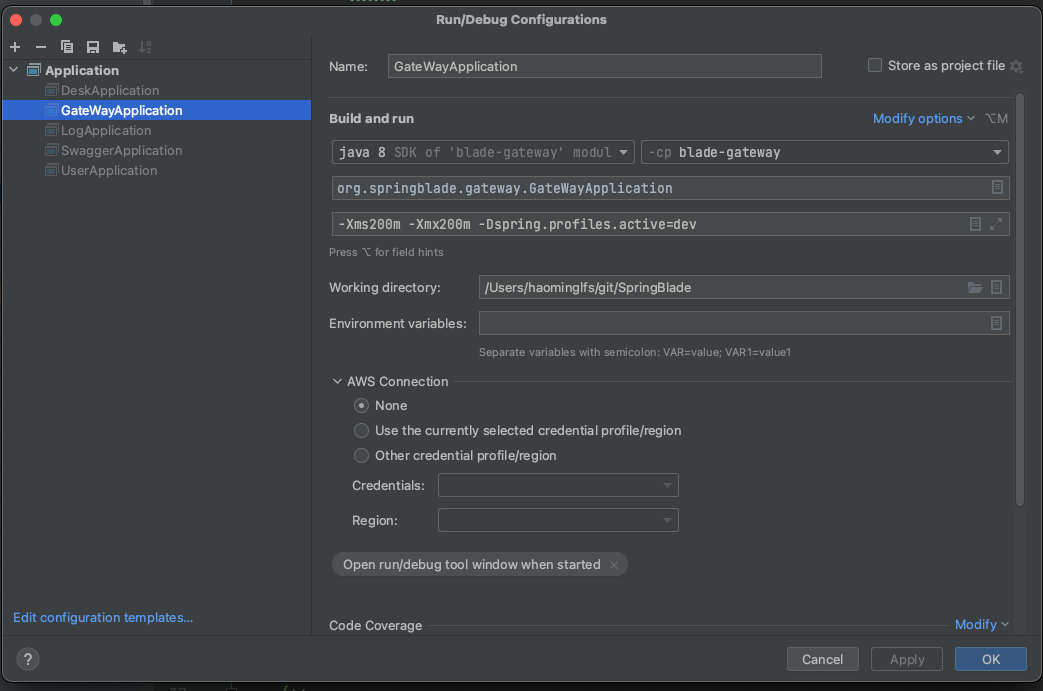 Run/Debug Configurations
Application
DeskApplication
GateWayApplication
LogApplication
SwaggerApplication
UserApplication
Edit configuration templates...
Name: GateWayApplication Store as project file
Build and run Modify options ⌥M
java 8 SDK of 'blade-gateway' modul -cp blade-gateway
org.springblade.gateway.GateWayApplication
-Xms200m -Xmx200m -Dspring.profiles.active=dev
Press ⌥ for field hints
Working directory: /Users/haominglfs/git/SpringBlade
Environment variables:
Separate variables with semicolon: VAR=value; VAR1=value1
AWS Connection
None
Use the currently selected credential profile/region
Other credential profile/region
Credentials:
Region:
Open run/debug tool window when started ×
Code Coverage Modify
? Cancel Apply OK